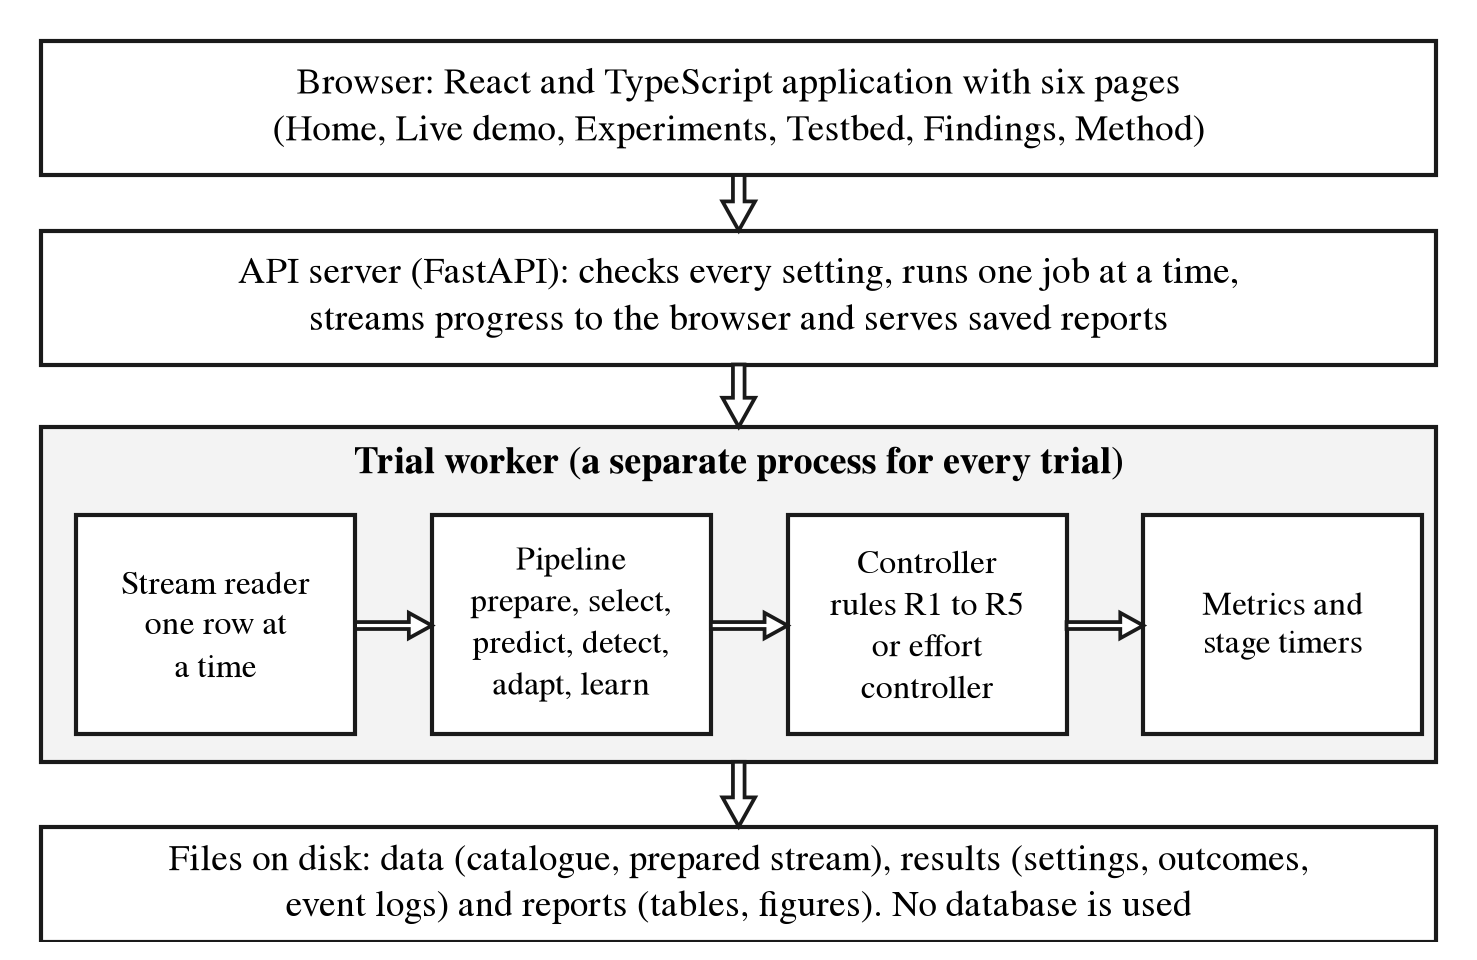 Browser: React and TypeScript application with six pages
(Home, Live demo, Experiments, Testbed, Findings, Method)
API server (FastAPI): checks every setting, runs one job at a time,
streams progress to the browser and serves saved reports
Trial worker (a separate process for every trial)
Stream reader
one row at
a time
Pipeline
prepare, select,
predict, detect,
adapt, learn
Controller
rules R1 to R5
or effort
controller
Metrics and
stage timers
Files on disk: data (catalogue, prepared stream), results (settings, outcomes,
event logs) and reports (tables, figures). No database is used